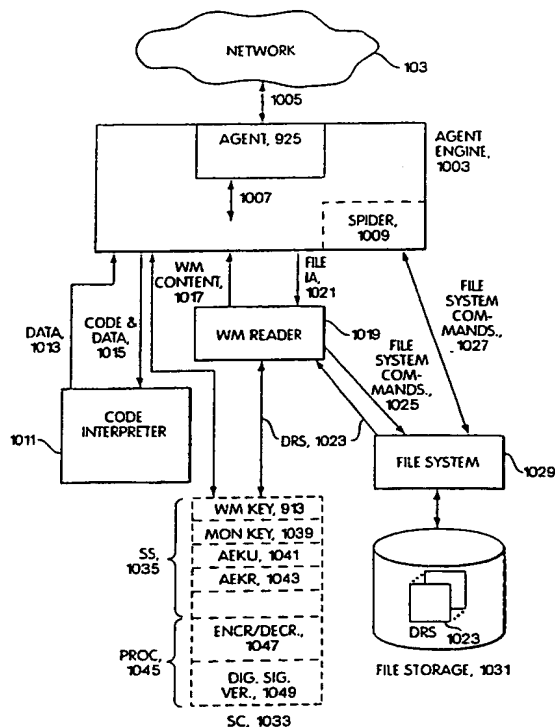 NETWORK
103
1005
AGENT, 925
AGENT
ENGINE,
1003
1007
SPIDER,
1009
WM
CONTENT,
1017
FILE
IA,
1021
FILE
SYSTEM
COM-
MANDS.,
1027
DATA,
1013
CODE &
DATA,
1015
WM READER
1019
FILE
SYSTEM
COM-
MANDS.,
1025
CODE
INTERPRETER
1011
DRS, 1023
FILE SYSTEM
1029
WM KEY, 913
MON KEY, 1039
AEKU, 1041
AEKR, 1043
SS,
1035
ENCR/DECR.,
1047
PROC,
1045
DIG. SIG.
VER., 1049
SC, 1033
DRS
1023
FILE STORAGE, 1031